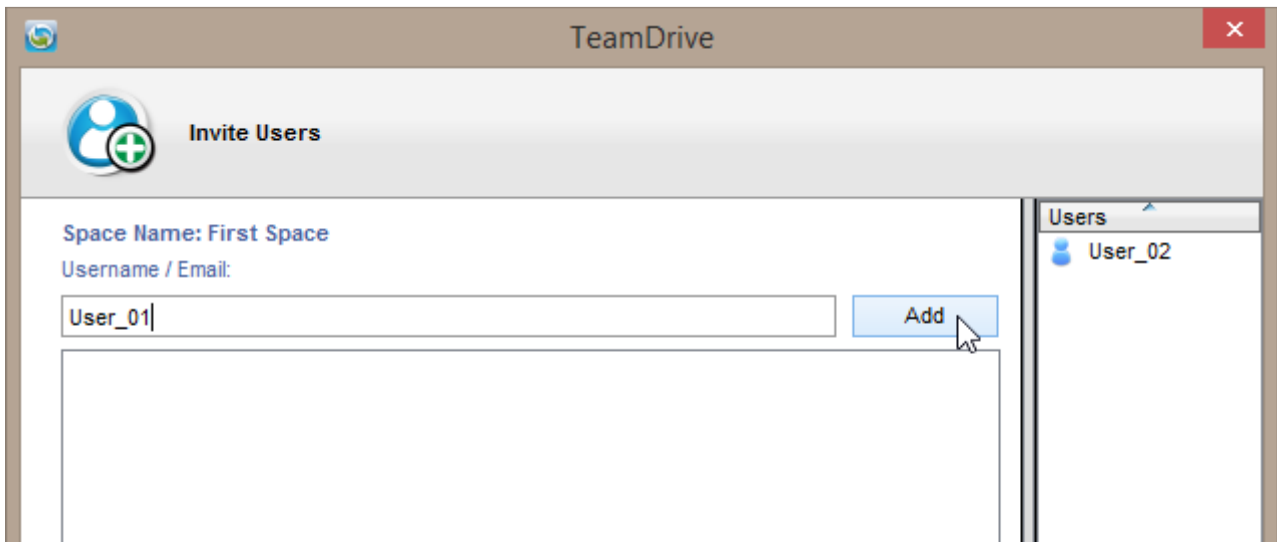 TeamDrive
Invite Users
Space Name: First Space
Username / Email:
User_01
Add
Users
User_02